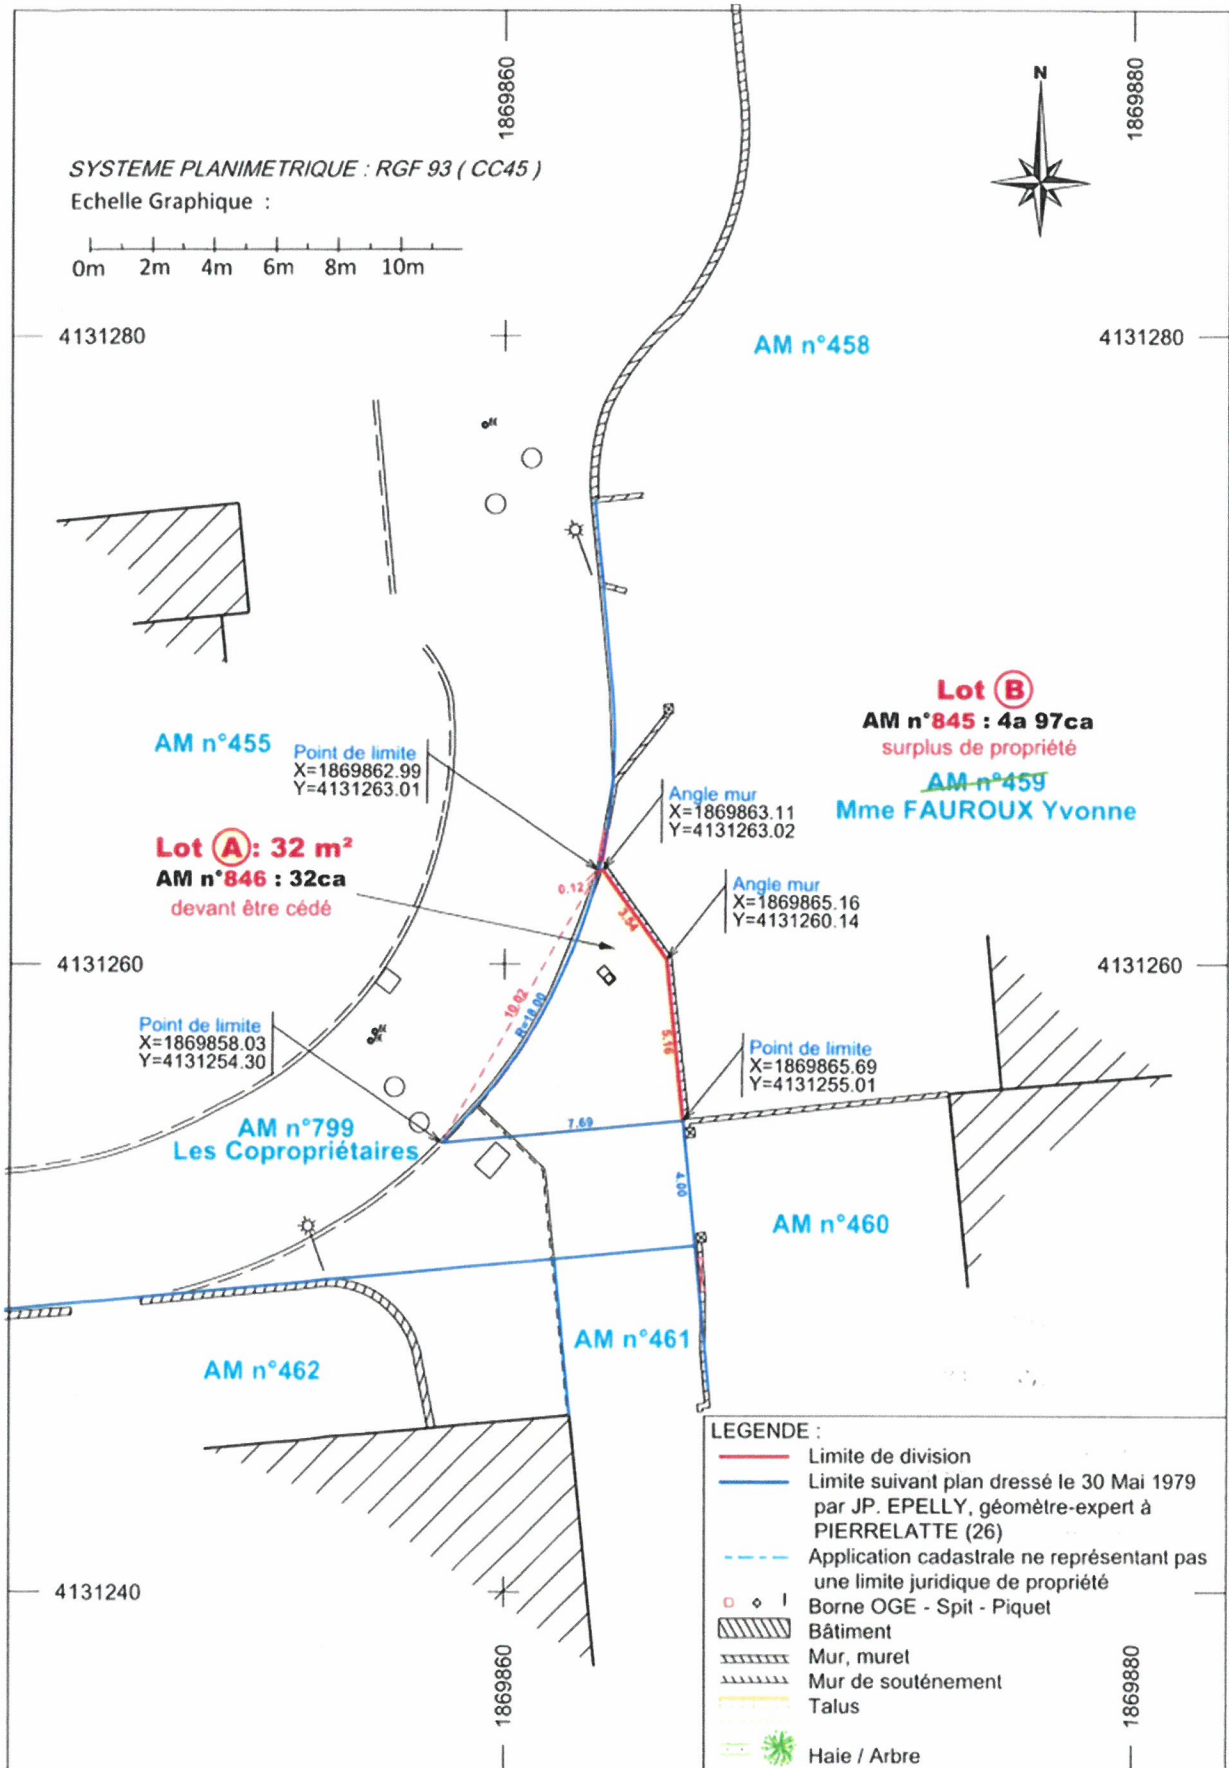 1869860
1869880
N
SYSTEME PLANIMETRIQUE : RGF 93 ( CC45 )
Echelle Graphique :
0m 2m 4m 6m 8m 10m
4131280
4131280
AM n°458
Lot B
AM n°845 : 4a 97ca
surplus de propriété
AM n°459
Mme FAUROUX Yvonne
AM n°455
Point de limite
X=1869862.99
Y=4131263.01
Angle mur
X=1869863.11
Y=4131263.02
Lot A : 32 m²
AM n°846 : 32ca
devant être cédé
0.12
3.54
Angle mur
X=1869865.16
Y=4131260.14
4131260
4131260
10.02
R=18.00
5.16
Point de limite
X=1869858.03
Y=4131254.30
Point de limite
X=1869865.69
Y=4131255.01
AM n°799
Les Copropriétaires
7.69
4.00
AM n°460
AM n°461
AM n°462
4131240
1869860
1869880
LEGENDE :
Limite de division
Limite suivant plan dressé le 30 Mai 1979
par JP. EPELLY, géomètre-expert à
PIERRELATTE (26)
Application cadastrale ne représentant pas
une limite juridique de propriété
Borne OGE - Spit - Piquet
Bâtiment
Mur, muret
Mur de souténement
Talus
Haie / Arbre